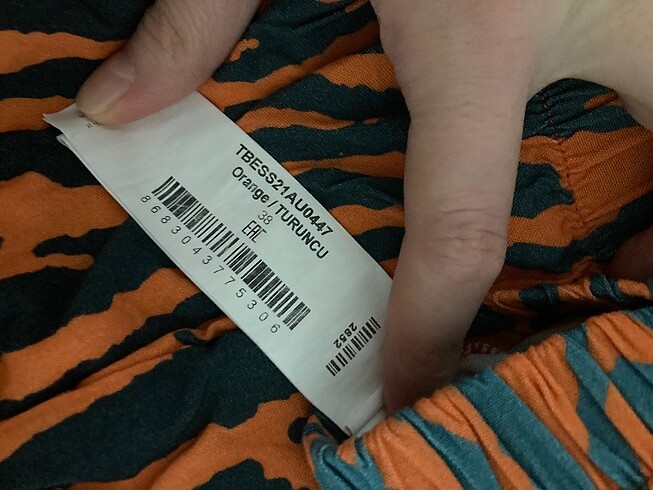 TBESS21AU0447
Orange / TURUNCU
38
EAC
8683043775306
2852